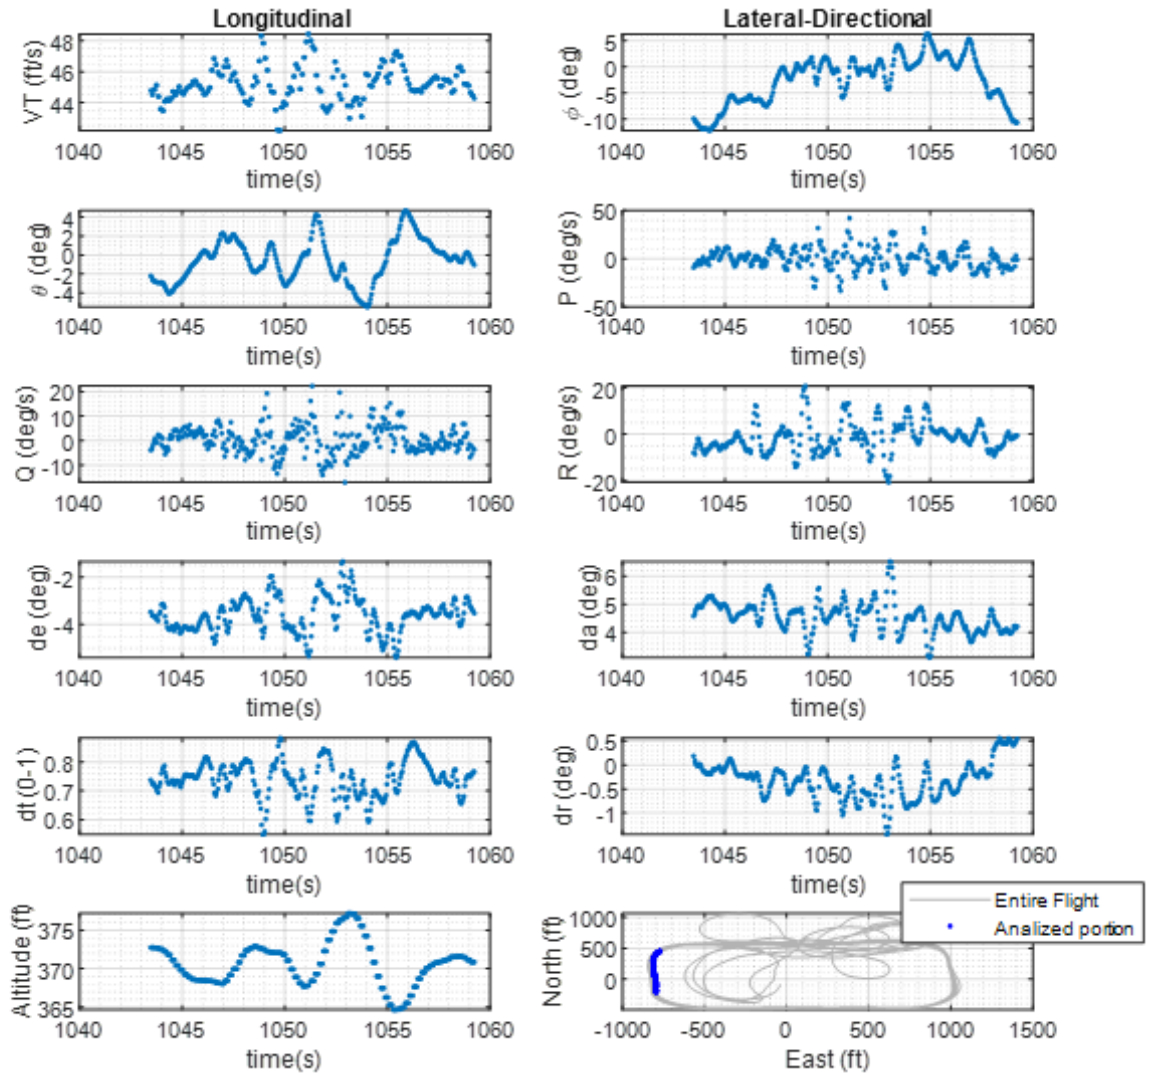 Longitudinal
VT (ft/s)
48
46
44
1040 1045 1050 1055 1060
time(s)
Lateral-Directional
ϕ (deg)
5
0
-5
-10
1040 1045 1050 1055 1060
time(s)
θ (deg)
4
2
0
-2
-4
1040 1045 1050 1055 1060
time(s)
P (deg/s)
50
0
-50
1040 1045 1050 1055 1060
time(s)
Q (deg/s)
20
10
0
-10
1040 1045 1050 1055 1060
time(s)
R (deg/s)
20
0
-20
1040 1045 1050 1055 1060
time(s)
de (deg)
-2
-4
1040 1045 1050 1055 1060
time(s)
da (deg)
6
5
4
1040 1045 1050 1055 1060
time(s)
dt (0-1)
0.8
0.7
0.6
1040 1045 1050 1055 1060
time(s)
dr (deg)
0.5
0
-0.5
-1
1040 1045 1050 1055 1060
time(s)
Altitude (ft)
375
370
365
1040 1045 1050 1055 1060
time(s)
Entire Flight
Analized portion
North (ft)
1000
500
0
-1000 -500 0 500 1000 1500
East (ft)